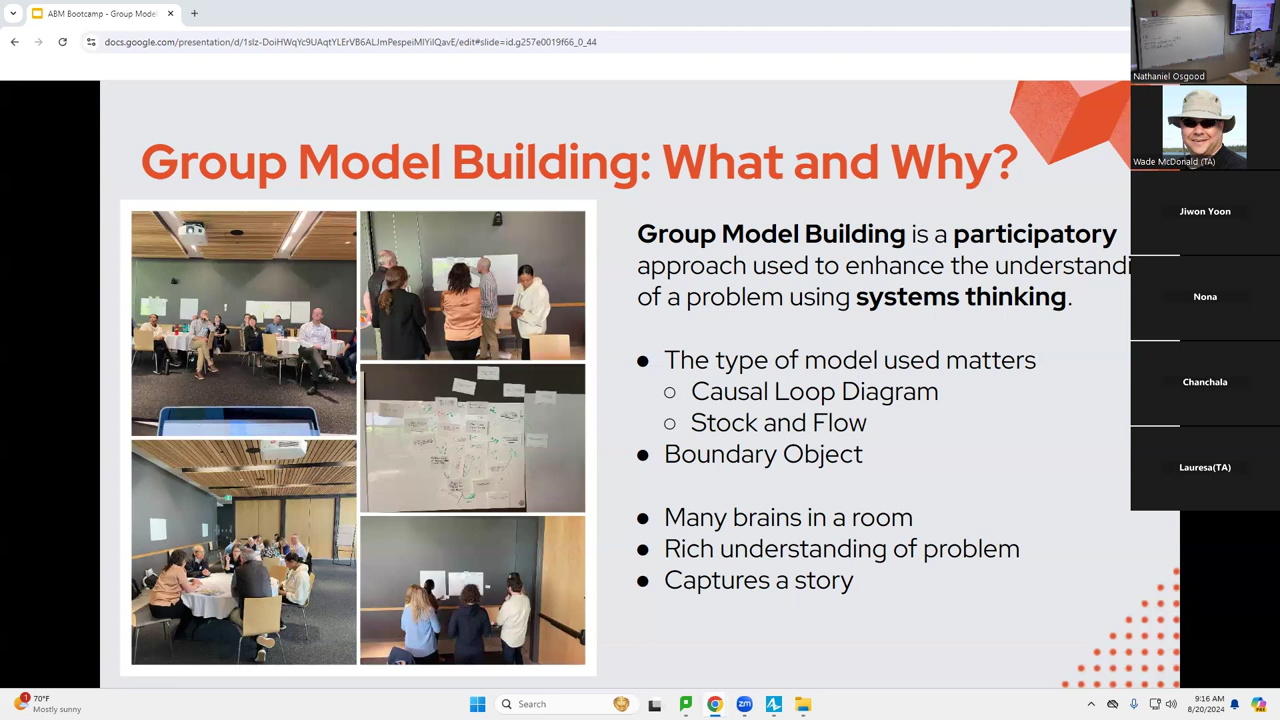 ABM Bootcamp - Group Model
docs.google.com/presentation/d/1slz-DoiHWqYc9UAqtYLErVB6ALJmPespeiMlYilQavE/edit#slide=id.g257e0019f66_0_44
Group Model Building: What and Why?
Group Model Building is a participatory
approach used to enhance the understandi
of a problem using systems thinking.
● The type of model used matters
○ Causal Loop Diagram
○ Stock and Flow
● Boundary Object
● Many brains in a room
● Rich understanding of problem
● Captures a story
Nathaniel Osgood
Wade McDonald (TA)
Jiwon Yoon
Nona
Chanchala
Lauresa(TA)
1
70°F
Mostly sunny
Search
zm
9:16 AM
8/20/2024